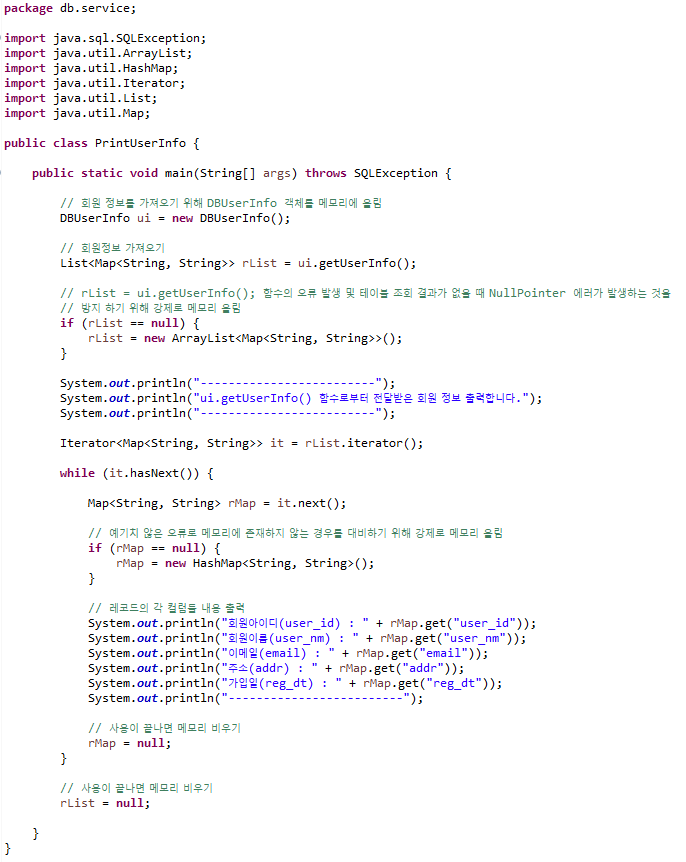 package db.service;
import java.sql.SQLException;
import java.util.ArrayList;
import java.util.HashMap;
import java.util.Iterator;
import java.util.List;
import java.util.Map;
public class PrintUserInfo {
public static void main(String[] args) throws SQLException {
// 회원 정보를 가져오기 위해 DBUserInfo 객체를 메모리에 올림
DBUserInfo ui = new DBUserInfo();
// 회원정보 가져오기
List<Map<String, String>> rList = ui.getUserInfo();
// rList = ui.getUserInfo(); 함수의 오류 발생 및 테이블 조회 결과가 없을 때 NullPointer 에러가 발생하는 것을
// 방지 하기 위해 강제로 메모리 올림
if (rList == null) {
rList = new ArrayList<Map<String, String>>();
}
System.out.println("-------------------------");
System.out.println("ui.getUserInfo() 함수로부터 전달받은 회원 정보 출력합니다.");
System.out.println("-------------------------");
Iterator<Map<String, String>> it = rList.iterator();
while (it.hasNext()) {
Map<String, String> rMap = it.next();
// 예기치 않은 오류로 메모리에 존재하지 않는 경우를 대비하기 위해 강제로 메모리 올림
if (rMap == null) {
rMap = new HashMap<String, String>();
}
// 레코드의 각 컬럼들 내용 출력
System.out.println("회원아이디(user_id) : " + rMap.get("user_id"));
System.out.println("회원이름(user_nm) : " + rMap.get("user_nm"));
System.out.println("이메일(email) : " + rMap.get("email"));
System.out.println("주소(addr) : " + rMap.get("addr"));
System.out.println("가입일(reg_dt) : " + rMap.get("reg_dt"));
System.out.println("-------------------------");
// 사용이 끝나면 메모리 비우기
rMap = null;
}
// 사용이 끝나면 메모리 비우기
rList = null;
}
}